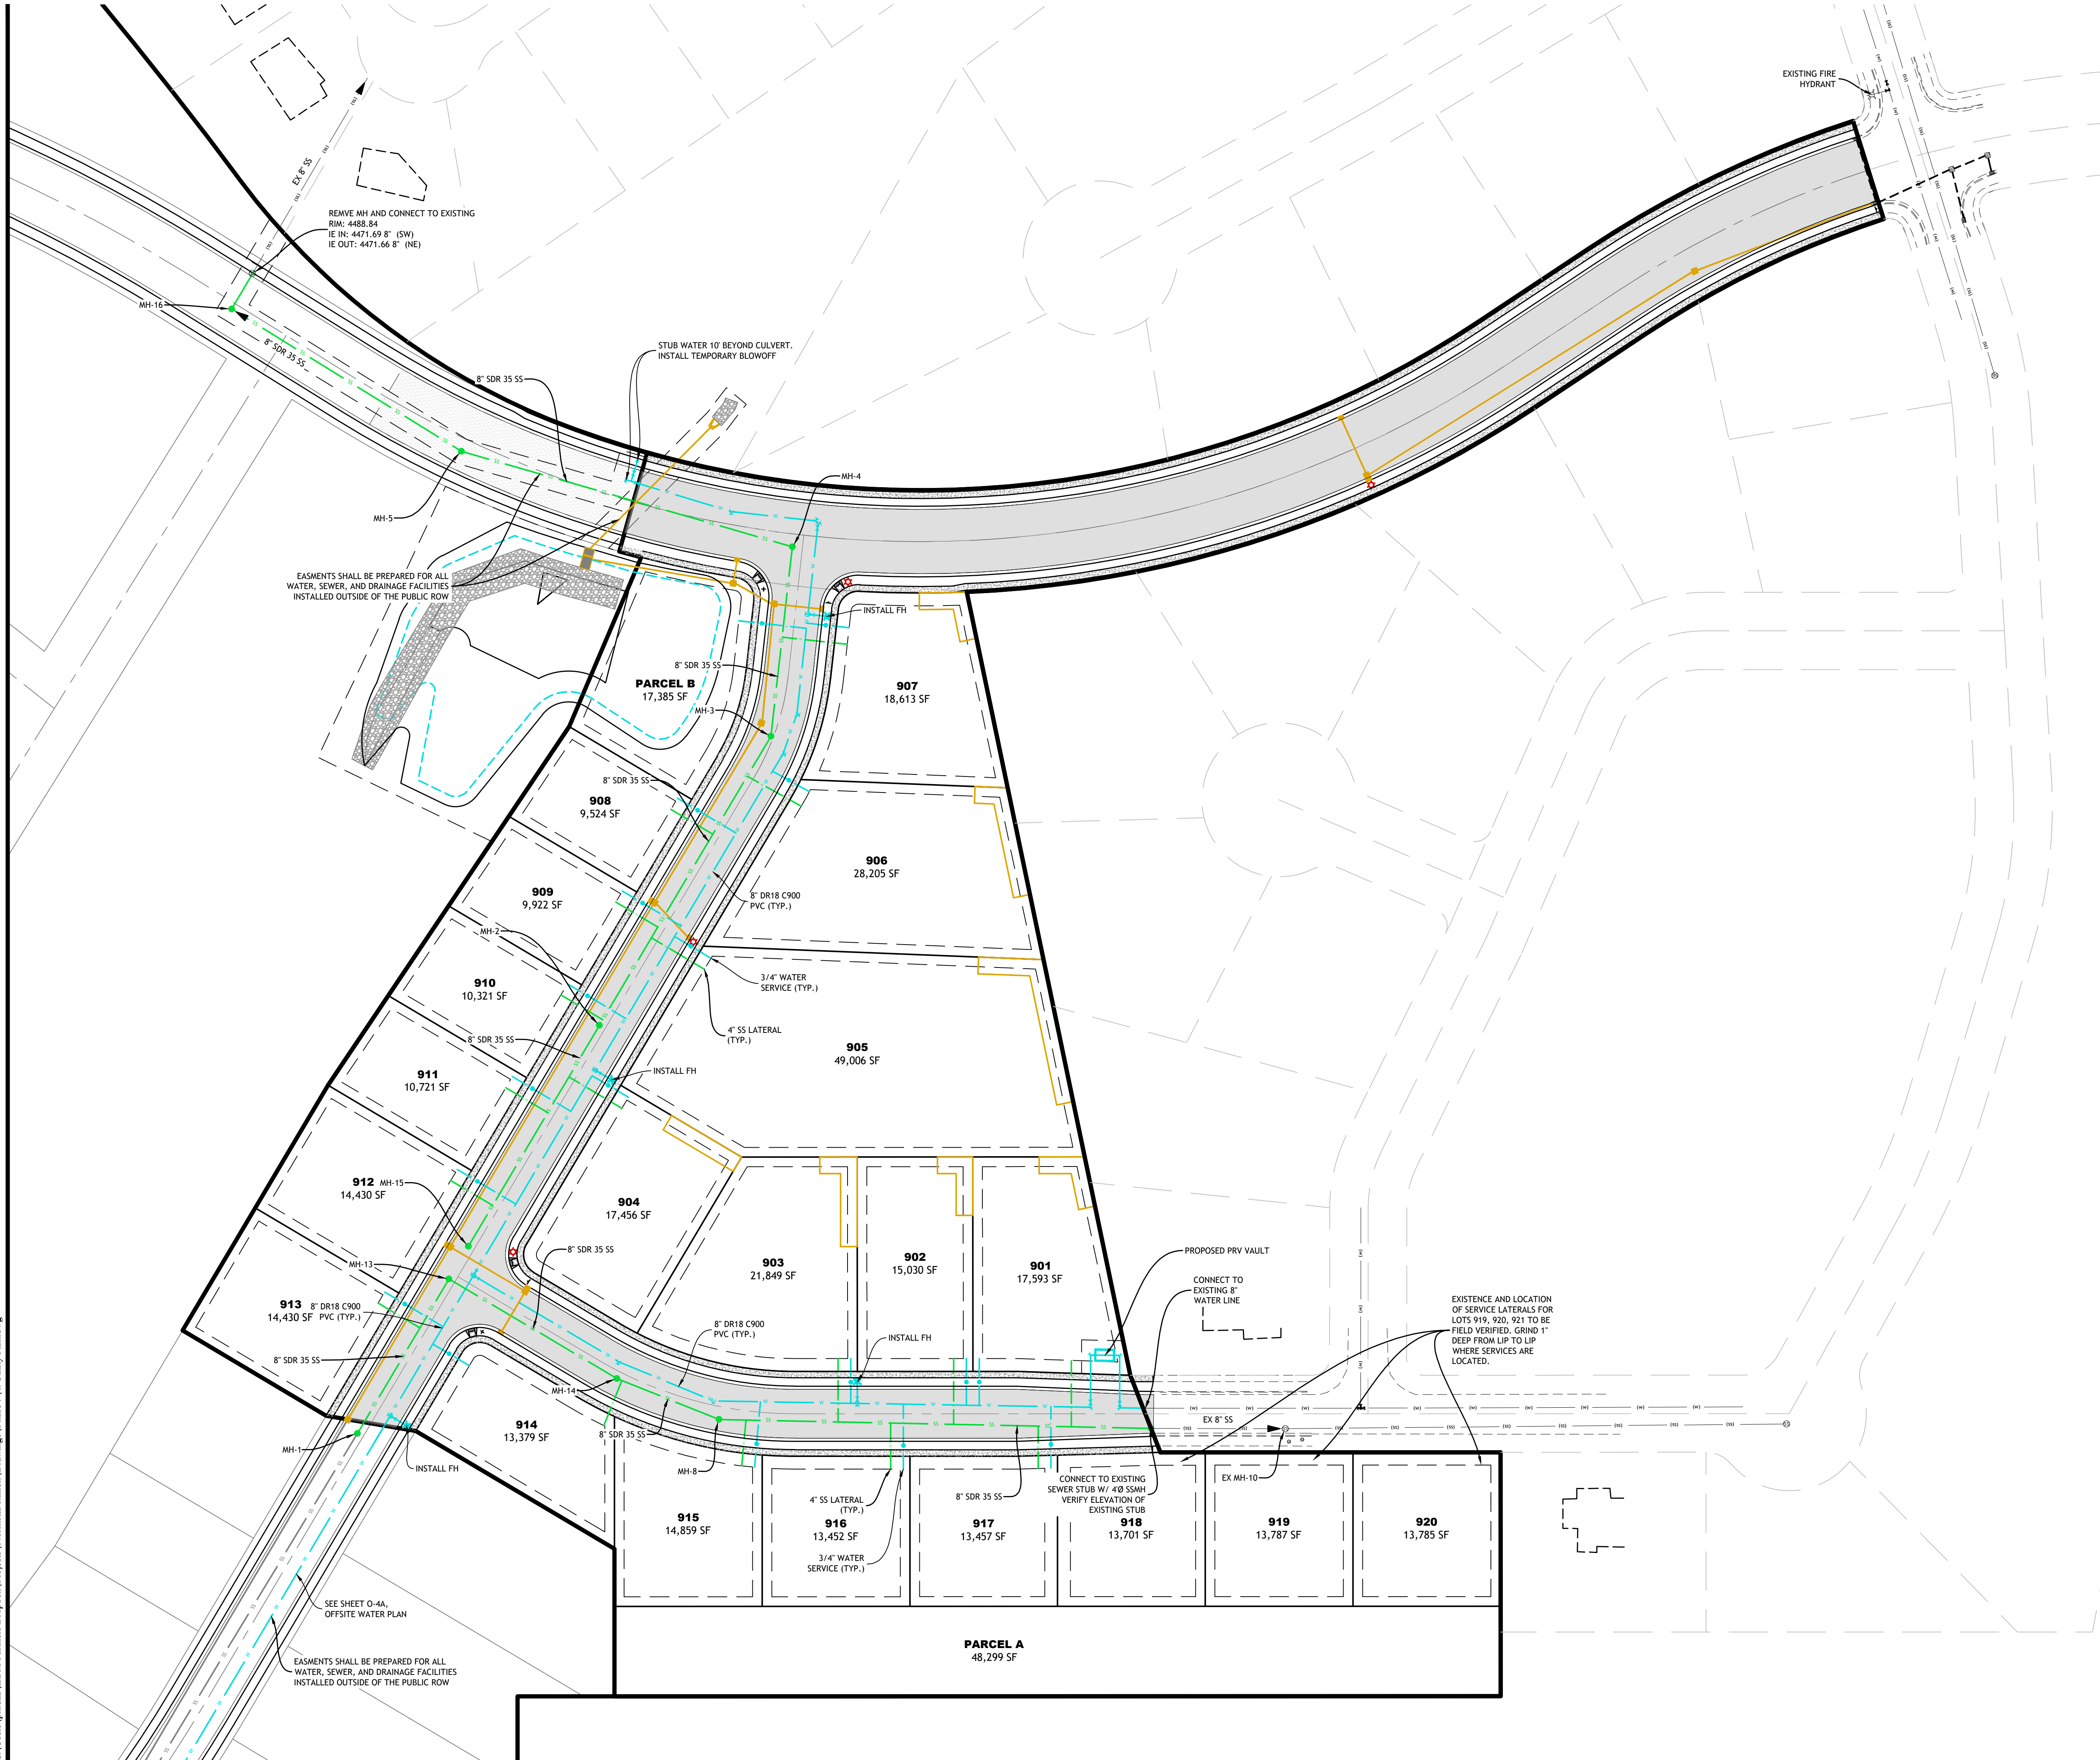 EXISTING FIRE
HYDRANT
EX 8" SS
REMVE MH AND CONNECT TO EXISTING
RIM: 4488.84
IE IN: 4471.69 8" (SW)
IE OUT: 4471.66 8" (NE)
MH-16
8" SDR 35 SS
STUB WATER 10' BEYOND CULVERT.
INSTALL TEMPORARY BLOWOFF
8" SDR 35 SS
MH-4
MH-5
EASMENTS SHALL BE PREPARED FOR ALL
WATER, SEWER, AND DRAINAGE FACILITIES
INSTALLED OUTSIDE OF THE PUBLIC ROW
INSTALL FH
8" SDR 35 SS
PARCEL B
17,385 SF
907
18,613 SF
MH-3
8" SDR 35 SS
908
9,524 SF
906
28,205 SF
909
9,922 SF
8" DR18 C900
PVC (TYP.)
MH-2
910
10,321 SF
3/4" WATER
SERVICE (TYP.)
4" SS LATERAL
(TYP.)
8" SDR 35 SS
905
49,006 SF
911
10,721 SF
INSTALL FH
912
14,430 SF
MH-15
904
17,456 SF
8" SDR 35 SS
903
21,849 SF
902
15,030 SF
901
17,593 SF
PROPOSED PRV VAULT
MH-13
CONNECT TO
EXISTING 8"
WATER LINE
913
14,430 SF
8" DR18 C900
PVC (TYP.)
EXISTENCE AND LOCATION
OF SERVICE LATERALS FOR
LOTS 919, 920, 921 TO BE
FIELD VERIFIED. GRIND 1"
DEEP FROM LIP TO LIP
WHERE SERVICES ARE
LOCATED.
8" DR18 C900
PVC (TYP.)
INSTALL FH
8" SDR 35 SS
MH-14
EX 8" SS
914
13,379 SF
8" SDR 35 SS
MH-1
INSTALL FH
MH-8
CONNECT TO EXISTING
SEWER STUB W/ 4'Ø SSMH
VERIFY ELEVATION OF
EXISTING STUB
EX MH-10
4" SS LATERAL
(TYP.)
8" SDR 35 SS
915
14,859 SF
916
13,452 SF
917
13,457 SF
918
13,701 SF
919
13,787 SF
920
13,785 SF
3/4" WATER
SERVICE (TYP.)
SEE SHEET O-4A,
OFFSITE WATER PLAN
PARCEL A
48,299 SF
EASMENTS SHALL BE PREPARED FOR ALL
WATER, SEWER, AND DRAINAGE FACILITIES
INSTALLED OUTSIDE OF THE PUBLIC ROW